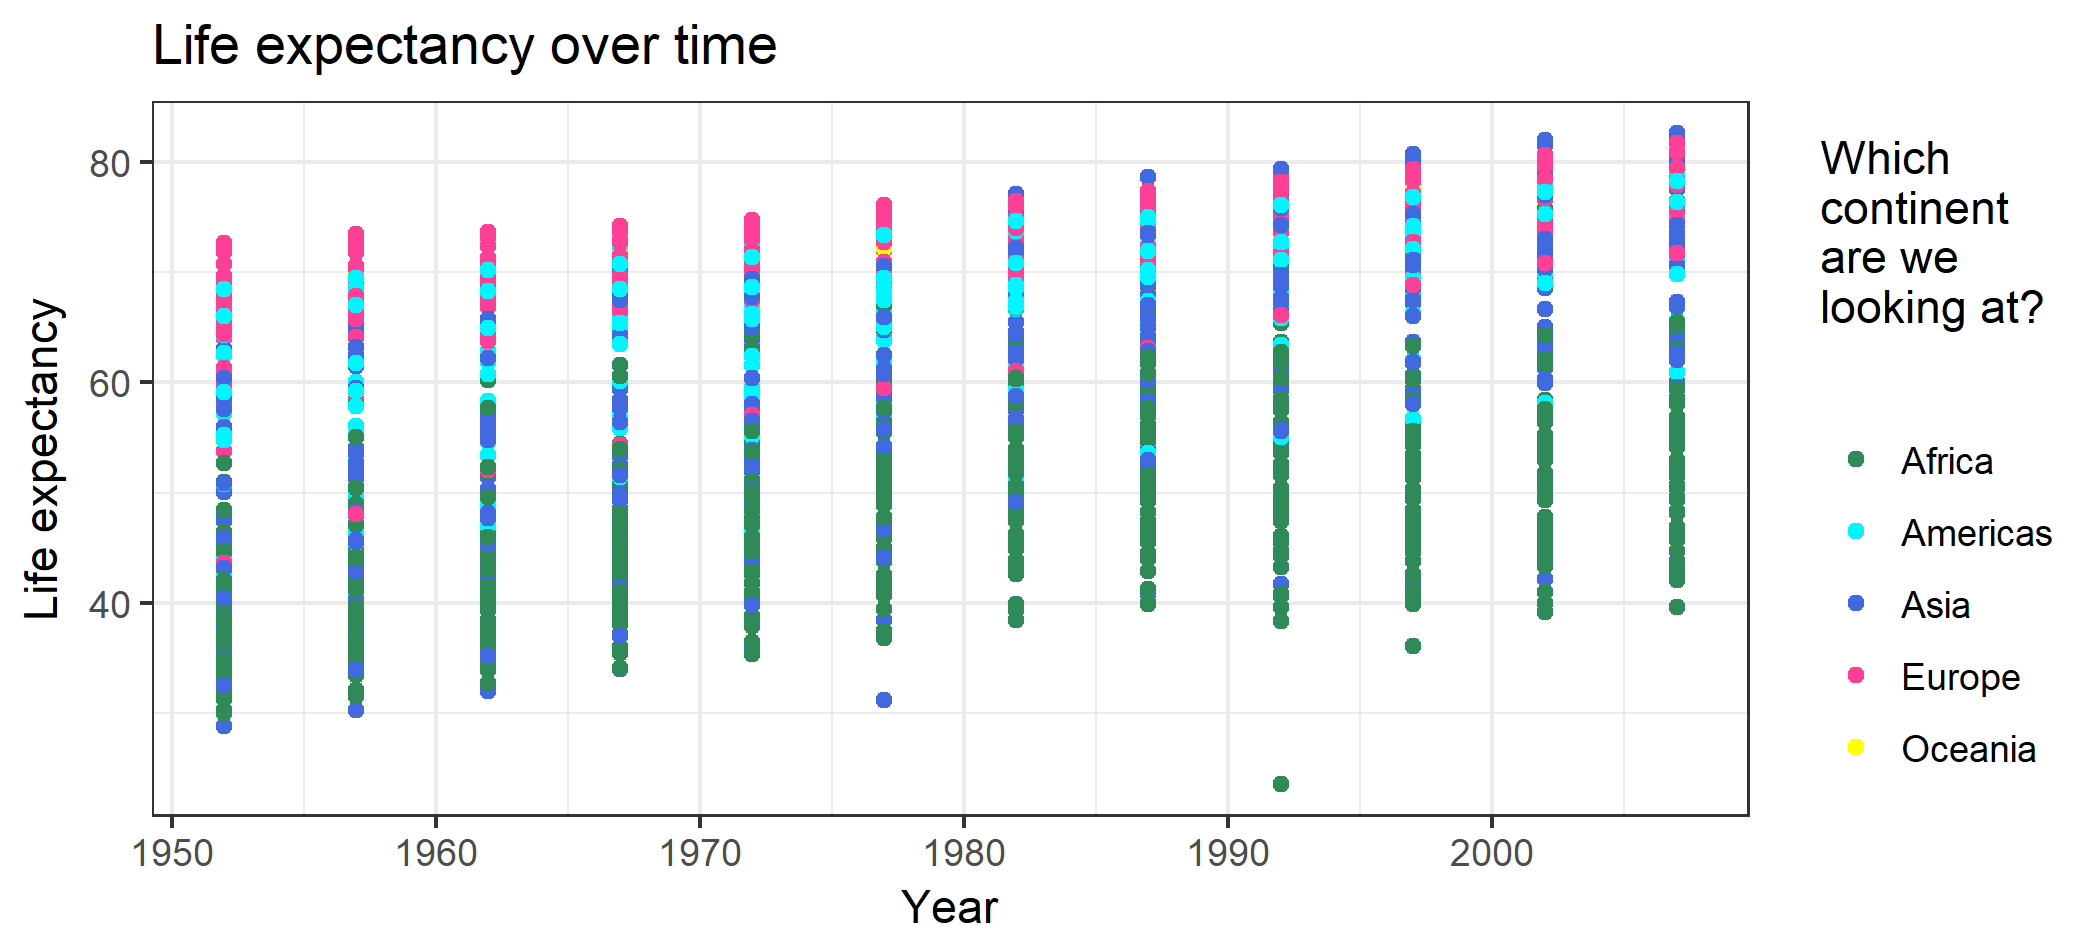 Life expectancy over time
Life expectancy
80
60
40
1950 1960 1970 1980 1990 2000
Year
Which
continent
are we
looking at?
Africa
Americas
Asia
Europe
Oceania